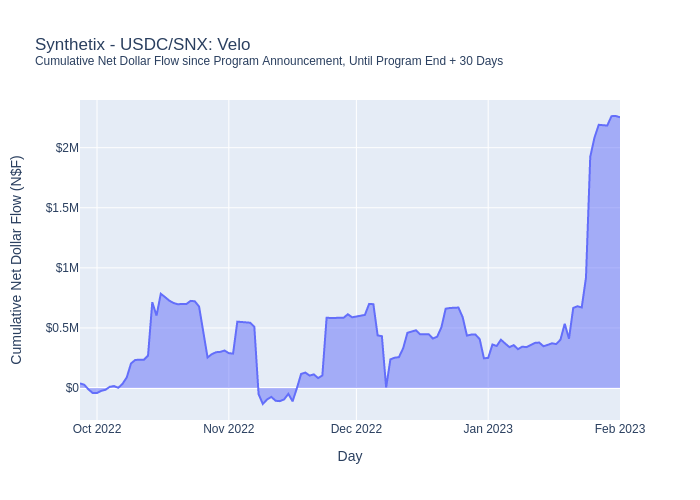 Synthetix - USDC/SNX: Velo
Cumulative Net Dollar Flow since Program Announcement, Until Program End + 30 Days
Cumulative Net Dollar Flow (N$F)
$2M
$1.5M
$1M
$0.5M
$0
Oct 2022
Nov 2022
Dec 2022
Jan 2023
Feb 2023
Day